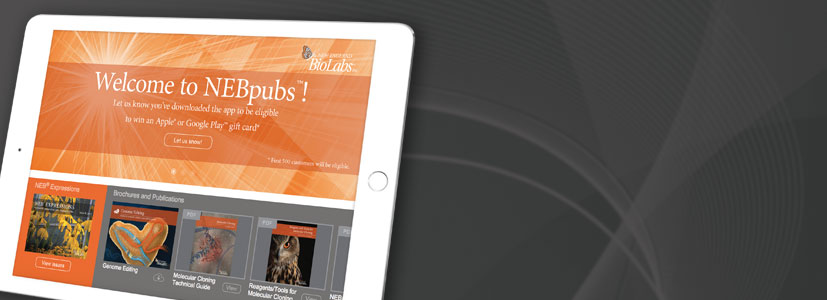 NEW ENGLAND
BioLabs
Welcome to NEBpubs™!
Let us know you've downloaded the app to be eligible
to win an Apple® or Google Play™ gift card*
Let us know!
* First 500 customers will be eligible.
NEB® Expressions
Brochures and Publications
NEB EXPRESSIONS
PDF
PDF
Genome Editing
View issues
Genome Editing
Molecular Cloning
Technical Guide
View
Reagents/Tools for
Molecular Cloning
View
NEB